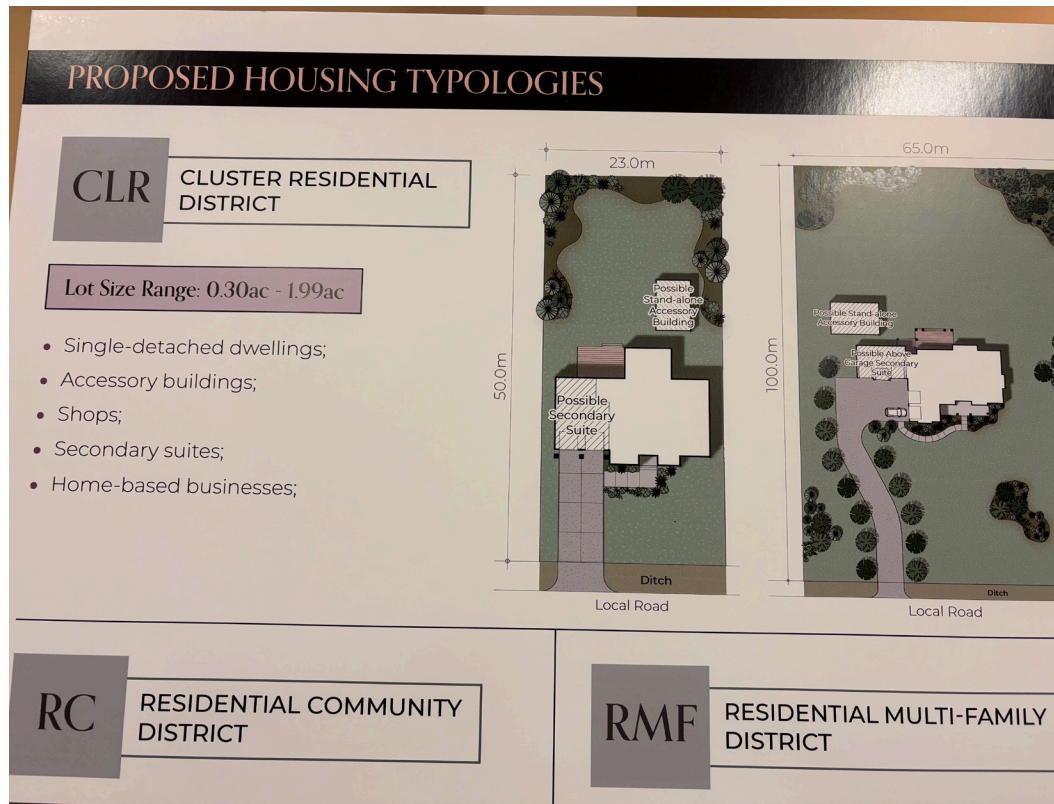 PROPOSED HOUSING TYPOLOGIES
CLR
CLUSTER RESIDENTIAL
DISTRICT
Lot Size Range: 0.30ac - 1.99ac
• Single-detached dwellings;
• Accessory buildings;
• Shops;
• Secondary suites;
• Home-based businesses;
23.0m
50.0m
Possible
Stand-alone
Accessory
Building
Possible
Secondary
Suite
Ditch
Local Road
65.0m
100.0m
Possible Stand-alone
Accessory Building
Possible Above
Garage Secondary
Suite
Ditch
Local Road
RC
RESIDENTIAL COMMUNITY
DISTRICT
RMF
RESIDENTIAL MULTI-FAMILY
DISTRICT